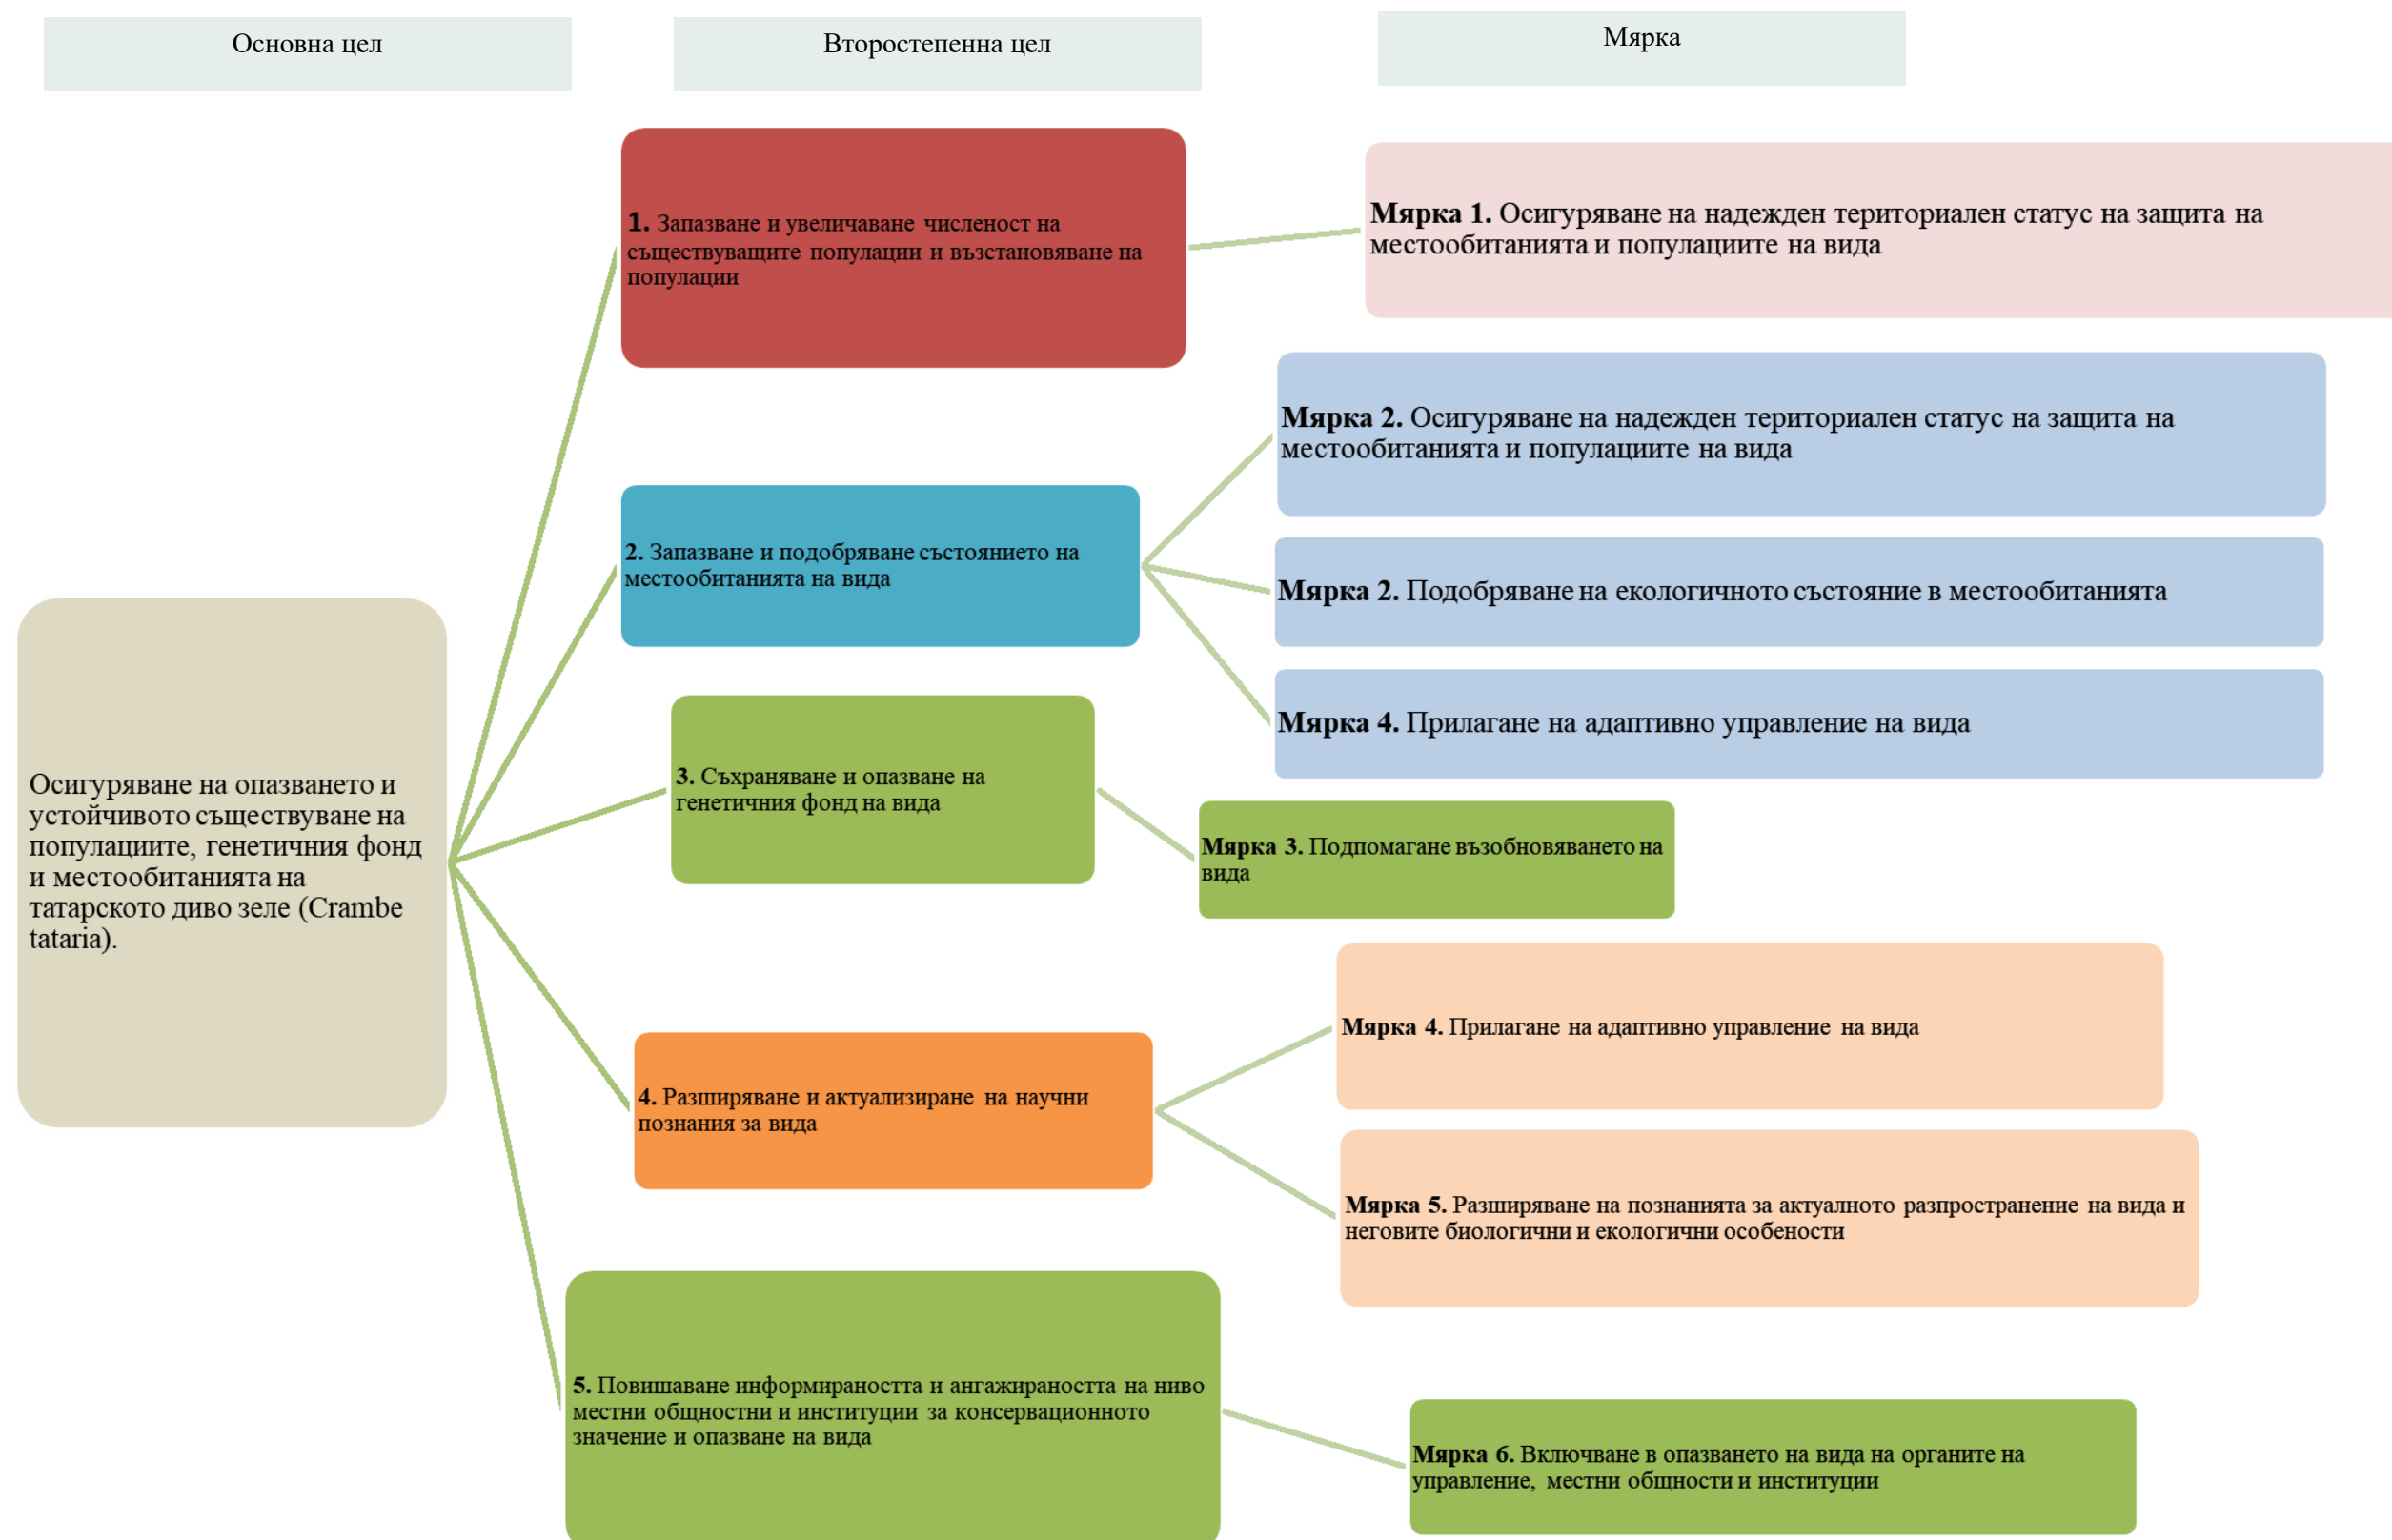 Основна цел
Второстепенна цел
Мярка
Осигуряване на опазването и
устойчивото съществуване на
популациите, генетичния фонд
и местообитанията на
татарското диво зеле (Crambe
tataria).
1. Запазване и увеличаване численост на
съществуващите популации и възстановяване на
популации
Мярка 1. Осигуряване на надежден териториален статус на защита на
местообитанията и популациите на вида
2. Запазване и подобряване състоянието на
местообитанията на вида
Мярка 2. Осигуряване на надежден териториален статус на защита на
местообитанията и популациите на вида
Мярка 2. Подобряване на екологичното състояние в местообитанията
Мярка 4. Прилагане на адаптивно управление на вида
3. Съхраняване и опазване на
генетичния фонд на вида
Мярка 3. Подпомагане възобновяването на
вида
4. Разширяване и актуализиране на научни
познания за вида
Мярка 4. Прилагане на адаптивно управление на вида
Мярка 5. Разширяване на познанията за актуалното разпространение на вида и
неговите биологични и екологични особености
5. Повишаване информираността и ангажираността на ниво
местни общностни и институции за консервационното
значение и опазване на вида
Мярка 6. Включване в опазването на вида на органите на
управление, местни общности и институции